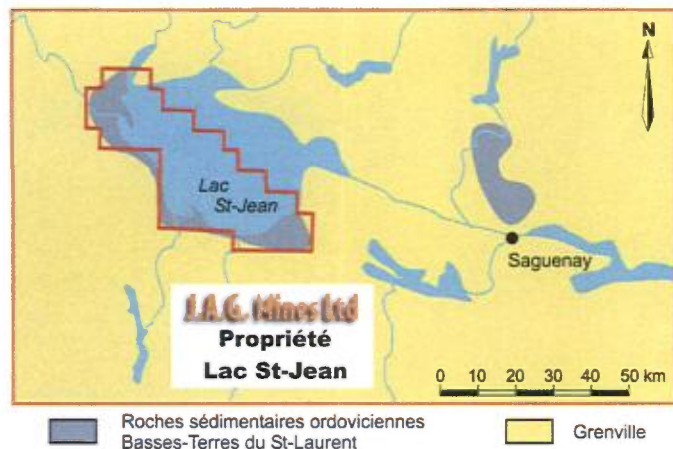 N
Lac
St-Jean
Saguenay
J.A.G. Mines Ltd
Propriété
Lac St-Jean
0 10 20 30 40 50 km
Roches sédimentaires ordoviciennes
Basses-Terres du St-Laurent
Grenville